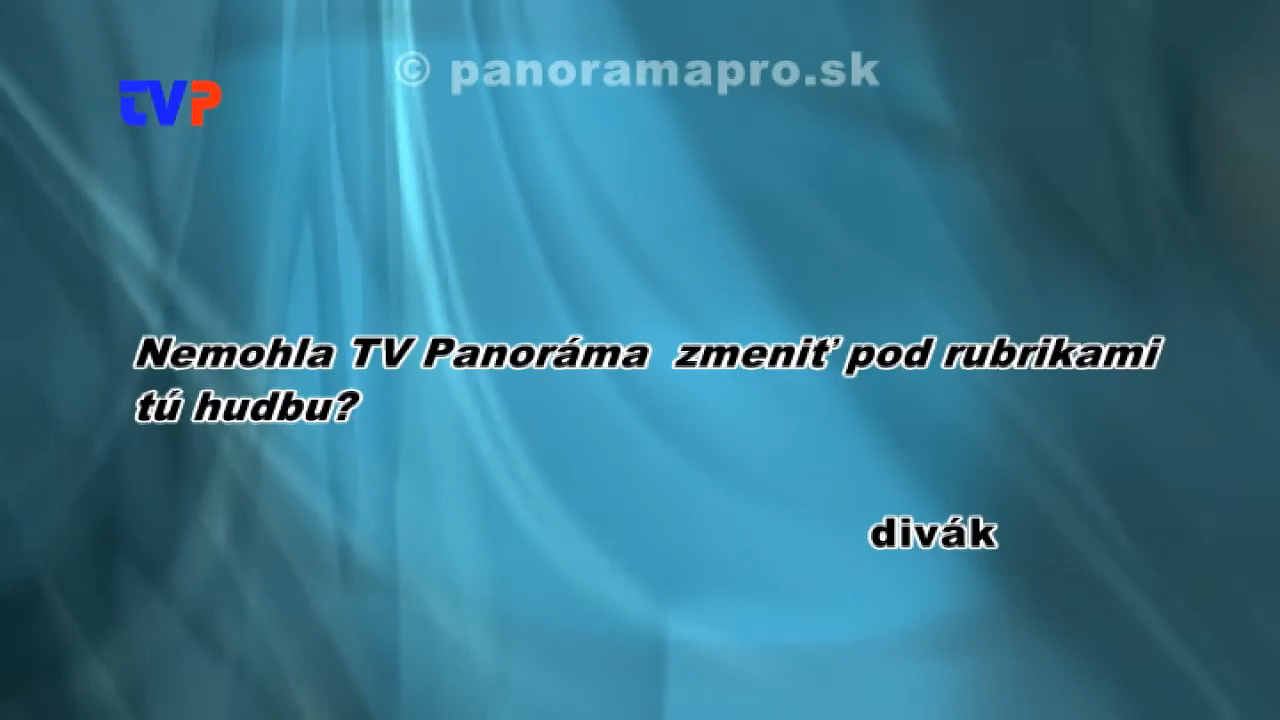 © panoramapro.sk
TVP
Nemohla TV Panoráma zmeniť pod rubrikami
tú hudbu?
divák